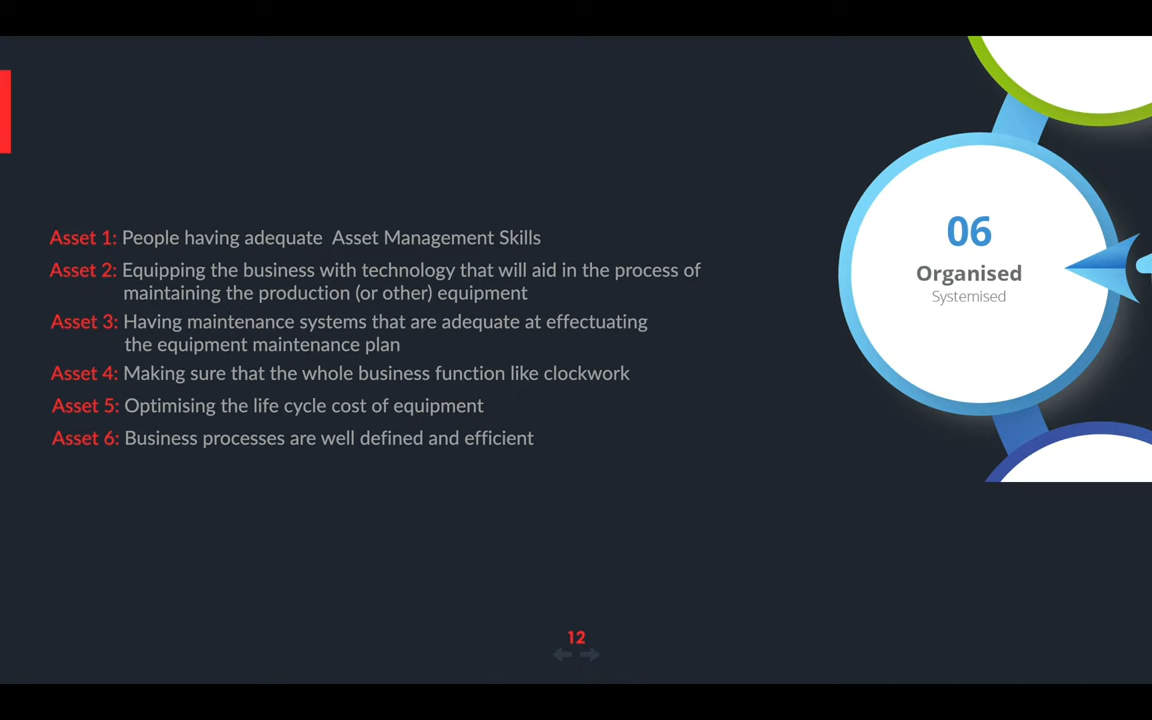 Asset 1: People having adequate  Asset Management Skills
Asset 2: Equipping the business with technology that will aid in the process of
maintaining the production (or other) equipment
Asset 3: Having maintenance systems that are adequate at effectuating
the equipment maintenance plan
Asset 4: Making sure that the whole business function like clockwork
Asset 5: Optimising the life cycle cost of equipment
Asset 6: Business processes are well defined and efficient
06
Organised
Systemised
12